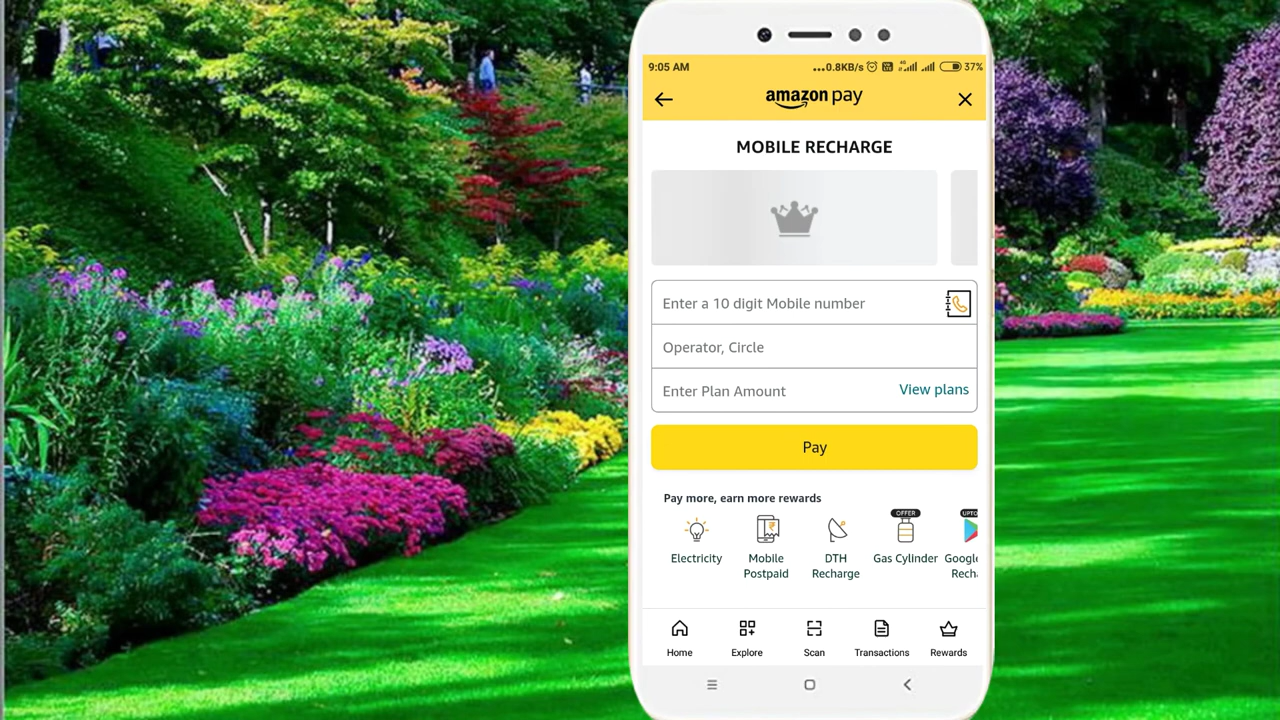 9:05 AM
...0.8KB/s
4G
37%
amazon pay
MOBILE RECHARGE
Enter a 10 digit Mobile number
Operator, Circle
Enter Plan Amount
View plans
Pay
Pay more, earn more rewards
OFFER
UPTO
Electricity
Mobile
Postpaid
DTH
Recharge
Gas Cylinder
Google
Rech
Home
Explore
Scan
Transactions
Rewards